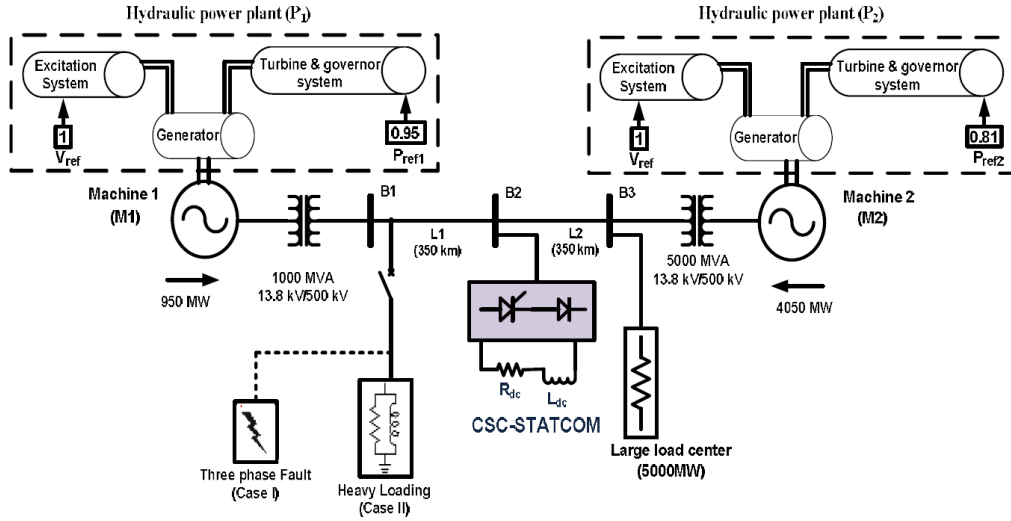 Hydraulic power plant (P1)
Excitation
System
Turbine & governor
system
Generator
1
Vref
0.95
Pref1
Machine 1
(M1)
950 MW
1000 MVA
13.8 kV/500 kV
B1
L1
(350 km)
B2
L2
(350 km)
B3
Hydraulic power plant (P2)
Excitation
System
Turbine & governor
system
Generator
1
Vref
0.81
Pref2
Machine 2
(M2)
5000 MVA
13.8 kV/500 kV
4050 MW
Rdc
Ldc
CSC-STATCOM
Large load center
(5000MW)
Three phase Fault
(Case I)
Heavy Loading
(Case II)